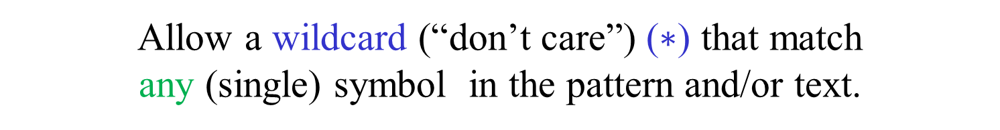 Allow a wildcard (“don’t care”) (*) that match
any (single) symbol in the pattern and/or text.